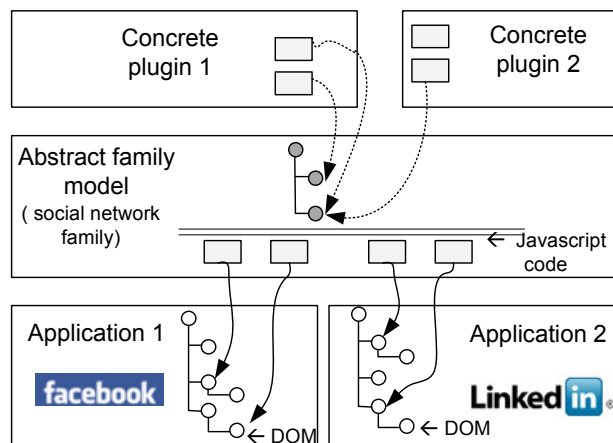 Concrete
plugin 1
Concrete
plugin 2
Abstract family
model
( social network
family)
← Javascript
code
Application 1
facebook
← DOM
Application 2
Linked in ®
← DOM